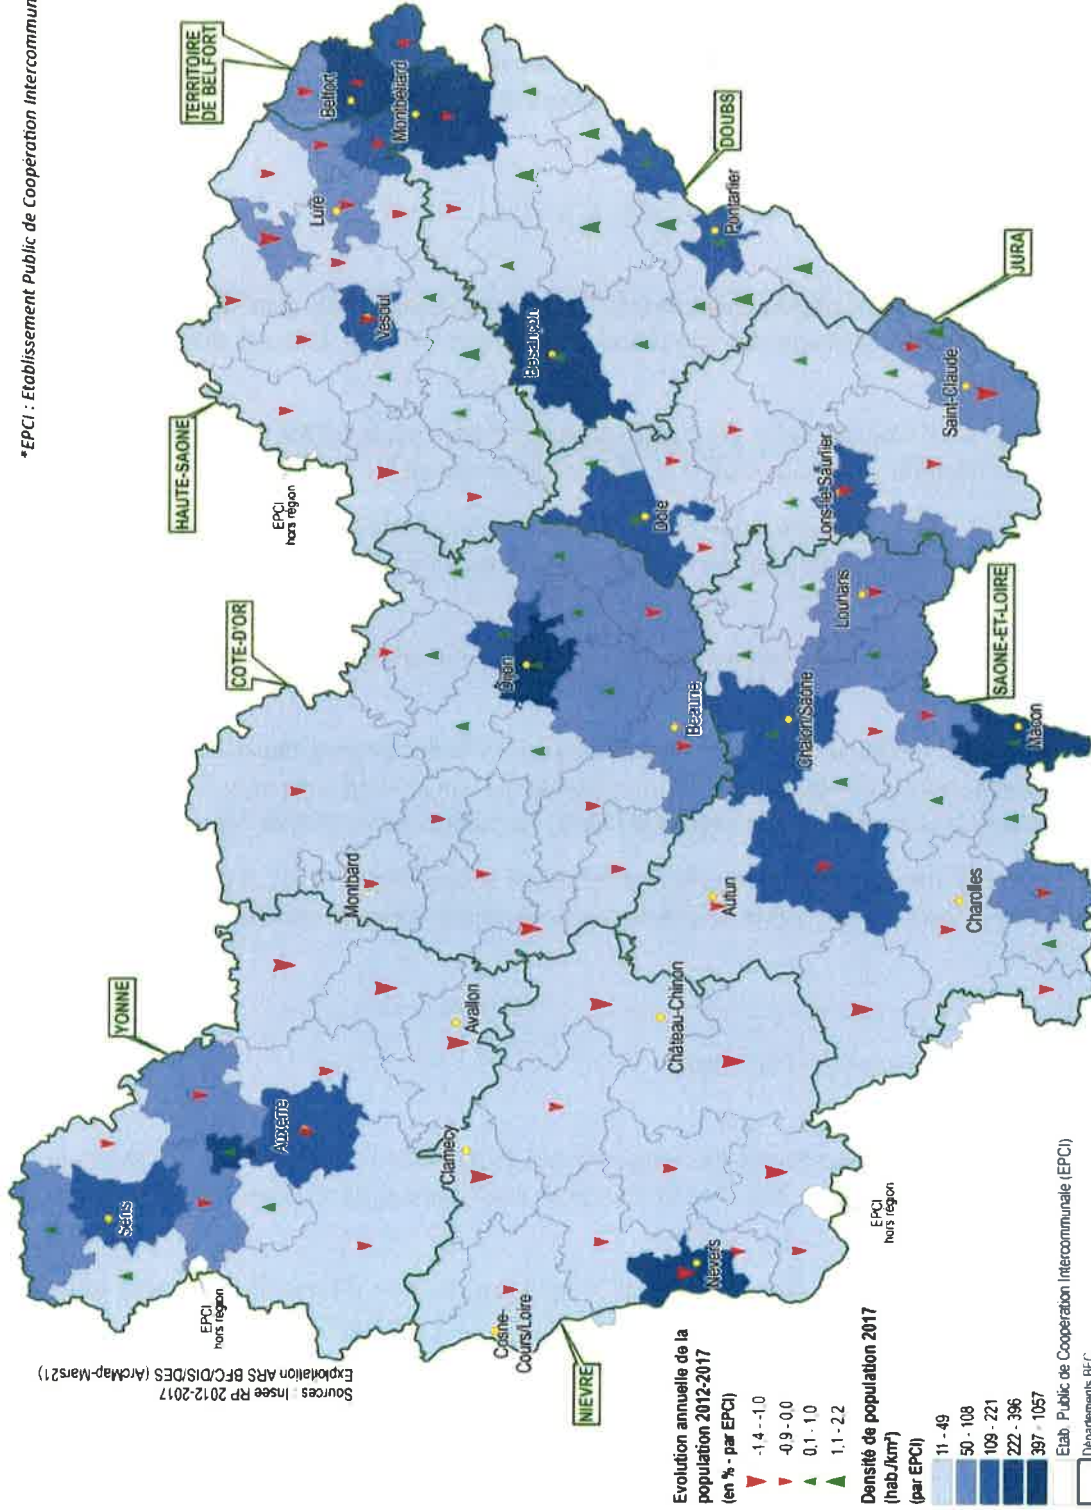 *EPCI : Etablissement Public de Coopération Intercommun
TERRITOIRE
DE BELFORT
HAUTE-SAONE
DOUBS
JURA
COTE-D'OR
SAONE-ET-LOIRE
YONNE
NIEVRE
EPCI
hors région
EPCI
hors région
EPCI
hors région
Belfort
Montbéliard
Lure
Vesoul
Besançon
Pontarlier
Saint-Claude
Lons-le-Saunier
Dole
Louhans
Dijon
Beaune
Chalon/Saône
Mâcon
Montbard
Autun
Charolles
Avallon
Château-Chinon
Auxerre
Clamecy
Sens
Nevers
Cosne-
Cours/Loire
Sources : Insee RP 2012-2017
Exploitation ARS BFC/DIS/DES (ArcMap-Mars21)
Evolution annuelle de la
population 2012-2017
(en % - par EPCI)
-1,4 - -1,0
-0,9 - 0,0
0,1 - 1,0
1,1 - 2,2
Densité de population 2017
(hab./km²)
(par EPCI)
11 - 49
50 - 108
109 - 221
222 - 396
397 - 1057
Etab. Public de Coopération Intercommunale (EPCI)
Départements BFC